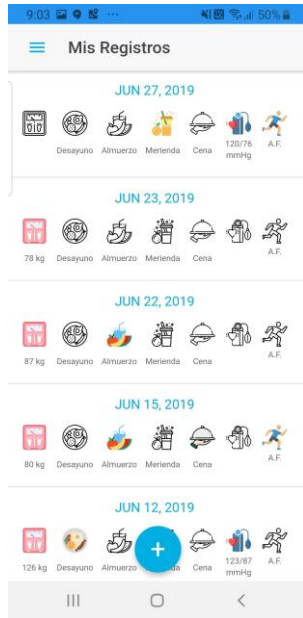 9:03 ... 50%
Mis Registros
JUN 27, 2019
Desayuno Almuerzo Merienda Cena 120/76 mmHg A.F.
JUN 23, 2019
78 kg Desayuno Almuerzo Merienda Cena A.F.
JUN 22, 2019
87 kg Desayuno Almuerzo Merienda Cena A.F.
JUN 15, 2019
80 kg Desayuno Almuerzo Merienda Cena A.F.
JUN 12, 2019
126 kg Desayuno Almuerzo Cena 123/87 mmHg A.F.